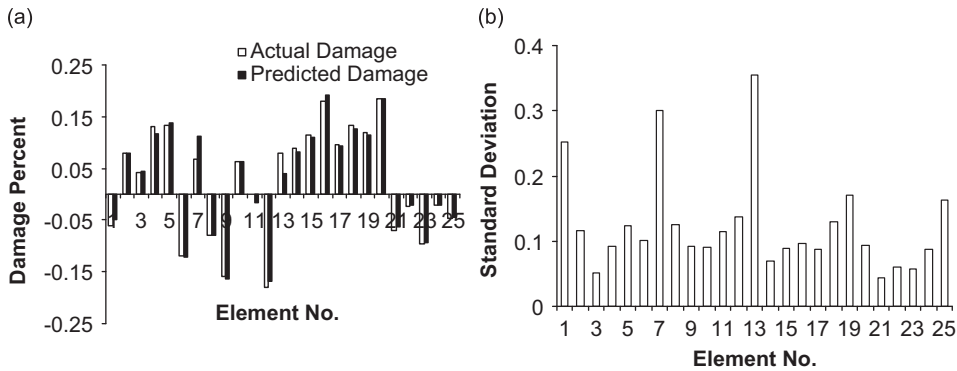 (a)
Actual Damage
Predicted Damage
0.25
0.15
0.05
-0.05
-0.15
-0.25
Damage Percent
1 3 5 7 9 11 13 15 17 19 21 23 25
Element No.
(b)
0.4
0.3
0.2
0.1
0
Standard Deviation
1 3 5 7 9 11 13 15 17 19 21 23 25
Element No.